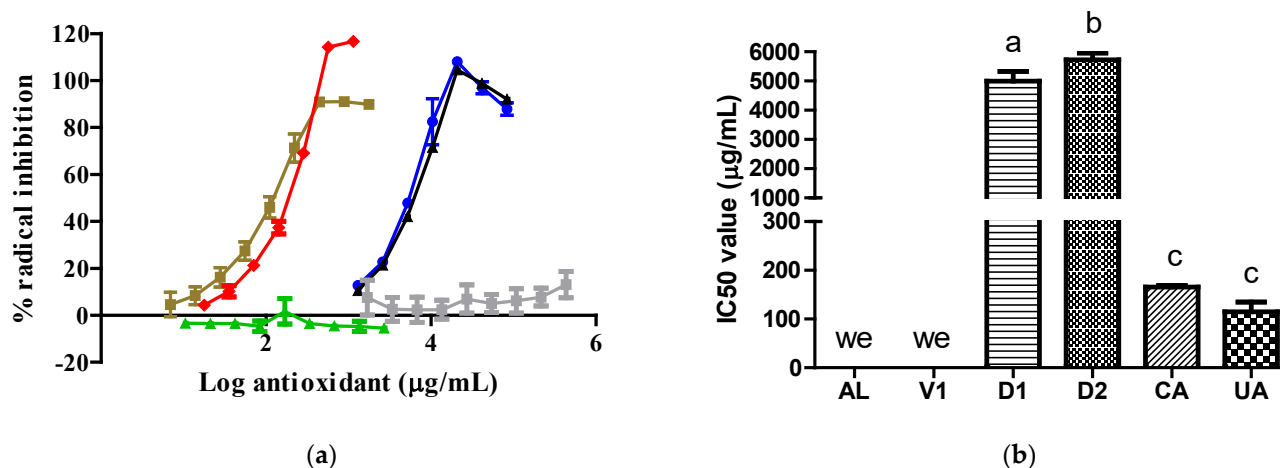 120
100
80
60
40
20
0
-20
2
4
6
% radical inhibition
Log antioxidant (μg/mL)
(a)
6000
5000
4000
3000
2000
1000
300
200
100
0
IC50 value (μg/mL)
we
we
a
b
c
c
AL V1 D1 D2 CA UA
(b)